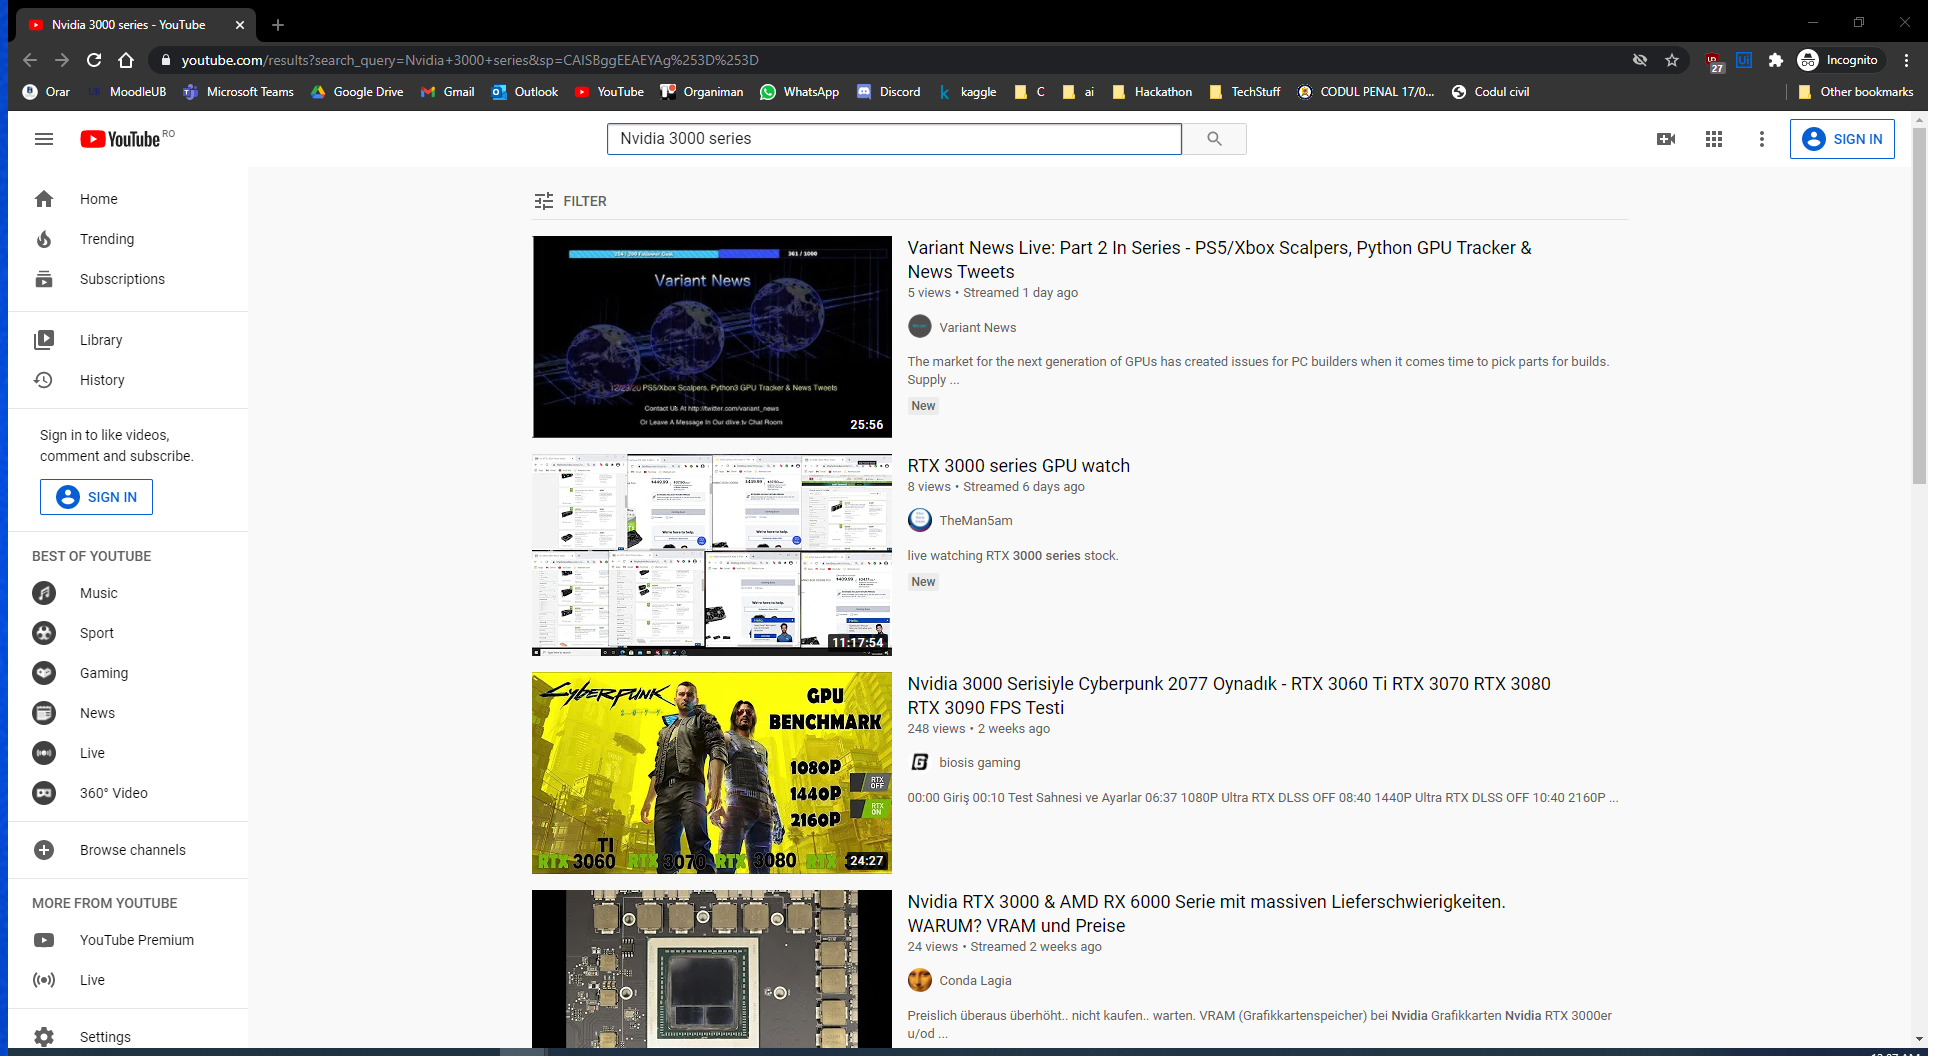 Nvidia 3000 series - YouTube
youtube.com/results?search_query=Nvidia+3000+series&sp=CAISBggEEAEYAg%253D%253D
27
Incognito
Orar
MoodleUB
Microsoft Teams
Google Drive
Gmail
Outlook
YouTube
Organiman
WhatsApp
Discord
kaggle
C
ai
Hackathon
TechStuff
CODUL PENAL 17/0...
Codul civil
Other bookmarks
YouTube RO
Nvidia 3000 series
SIGN IN
Home
Trending
Subscriptions
Library
History
Sign in to like videos,
comment and subscribe.
SIGN IN
BEST OF YOUTUBE
Music
Sport
Gaming
News
Live
360° Video
Browse channels
MORE FROM YOUTUBE
YouTube Premium
Live
Settings
FILTER
361 / 1000
Variant News
12/23/20 PS5/Xbox Scalpers, Python3 GPU Tracker & News Tweets
Contact Us At http://twitter.com/variant_news
Or Leave A Message In Our dlive.tv Chat Room
25:56
Variant News Live: Part 2 In Series - PS5/Xbox Scalpers, Python GPU Tracker &
News Tweets
5 views • Streamed 1 day ago
Variant News
The market for the next generation of GPUs has created issues for PC builders when it comes time to pick parts for builds.
Supply ...
New
11:17:54
RTX 3000 series GPU watch
8 views • Streamed 6 days ago
TheMan5am
live watching RTX 3000 series stock.
New
CYBERPUNK
2077
GPU
BENCHMARK
1080P
1440P
2160P
RTX
OFF
RTX
ON
TI
RTX 3060
RTX 3070
RTX 3080
RTX
24:27
Nvidia 3000 Serisiyle Cyberpunk 2077 Oynadık - RTX 3060 Ti RTX 3070 RTX 3080
RTX 3090 FPS Testi
248 views • 2 weeks ago
biosis gaming
00:00 Giriş 00:10 Test Sahnesi ve Ayarlar 06:37 1080P Ultra RTX DLSS OFF 08:40 1440P Ultra RTX DLSS OFF 10:40 2160P ...
Nvidia RTX 3000 & AMD RX 6000 Serie mit massiven Lieferschwierigkeiten.
WARUM? VRAM und Preise
24 views • Streamed 2 weeks ago
Conda Lagia
Preislich überaus überhöht.. nicht kaufen.. warten. VRAM (Grafikkartenspeicher) bei Nvidia Grafikkarten Nvidia RTX 3000er
u/od ...